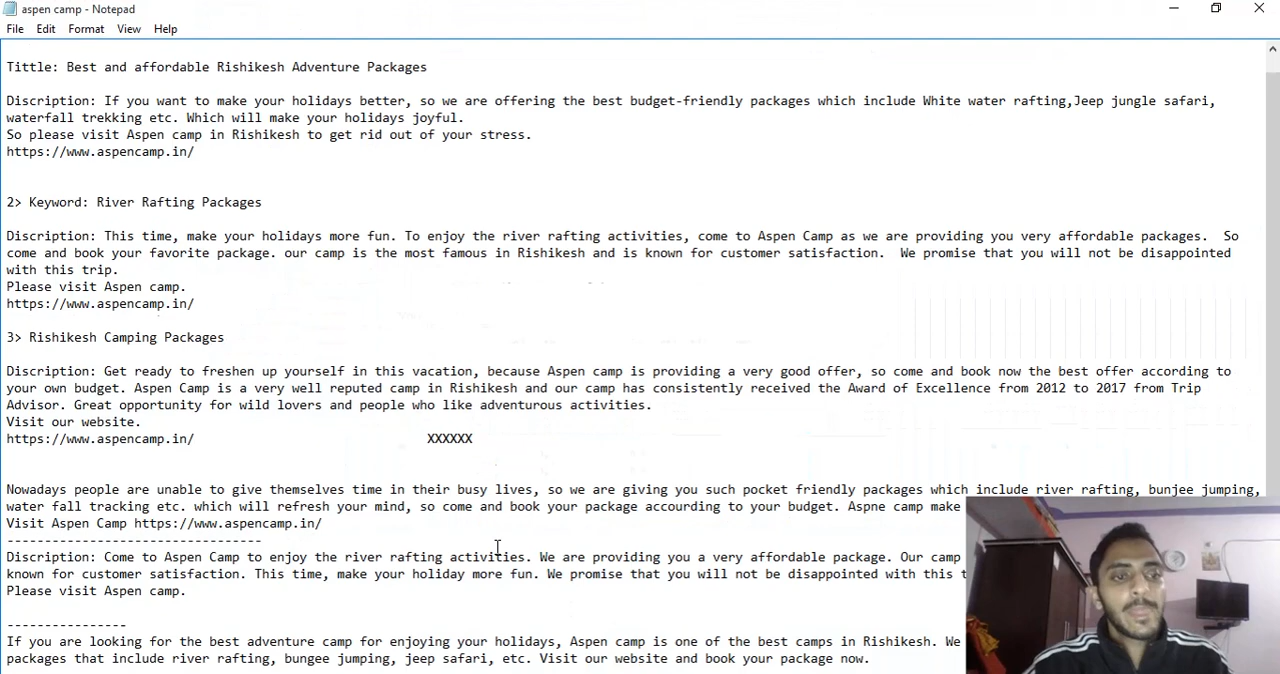 aspen camp - Notepad
File Edit Format View Help
Tittle: Best and affordable Rishikesh Adventure Packages
Discription: If you want to make your holidays better, so we are offering the best budget-friendly packages which include White water rafting,Jeep jungle safari,
waterfall trekking etc. Which will make your holidays joyful.
So please visit Aspen camp in Rishikesh to get rid out of your stress.
https://www.aspencamp.in/
2> Keyword: River Rafting Packages
Discription: This time, make your holidays more fun. To enjoy the river rafting activities, come to Aspen Camp as we are providing you very affordable packages.  So
come and book your favorite package. our camp is the most famous in Rishikesh and is known for customer satisfaction.  We promise that you will not be disappointed
with this trip.
Please visit Aspen camp.
https://www.aspencamp.in/
3> Rishikesh Camping Packages
Discription: Get ready to freshen up yourself in this vacation, because Aspen camp is providing a very good offer, so come and book now the best offer according to
your own budget. Aspen Camp is a very well reputed camp in Rishikesh and our camp has consistently received the Award of Excellence from 2012 to 2017 from Trip
Advisor. Great opportunity for wild lovers and people who like adventurous activities.
Visit our website.
https://www.aspencamp.in/ XXXXXX
Nowadays people are unable to give themselves time in their busy lives, so we are giving you such pocket friendly packages which include river rafting, bunjee jumping,
water fall tracking etc. which will refresh your mind, so come and book your package accourding to your budget. Aspne camp make
Visit Aspen Camp https://www.aspencamp.in/
----------------------------------
Discription: Come to Aspen Camp to enjoy the river rafting activities. We are providing you a very affordable package. Our camp
known for customer satisfaction. This time, make your holiday more fun. We promise that you will not be disappointed with this t
Please visit Aspen camp.
----------------
If you are looking for the best adventure camp for enjoying your holidays, Aspen camp is one of the best camps in Rishikesh. We
packages that include river rafting, bungee jumping, jeep safari, etc. Visit our website and book your package now.